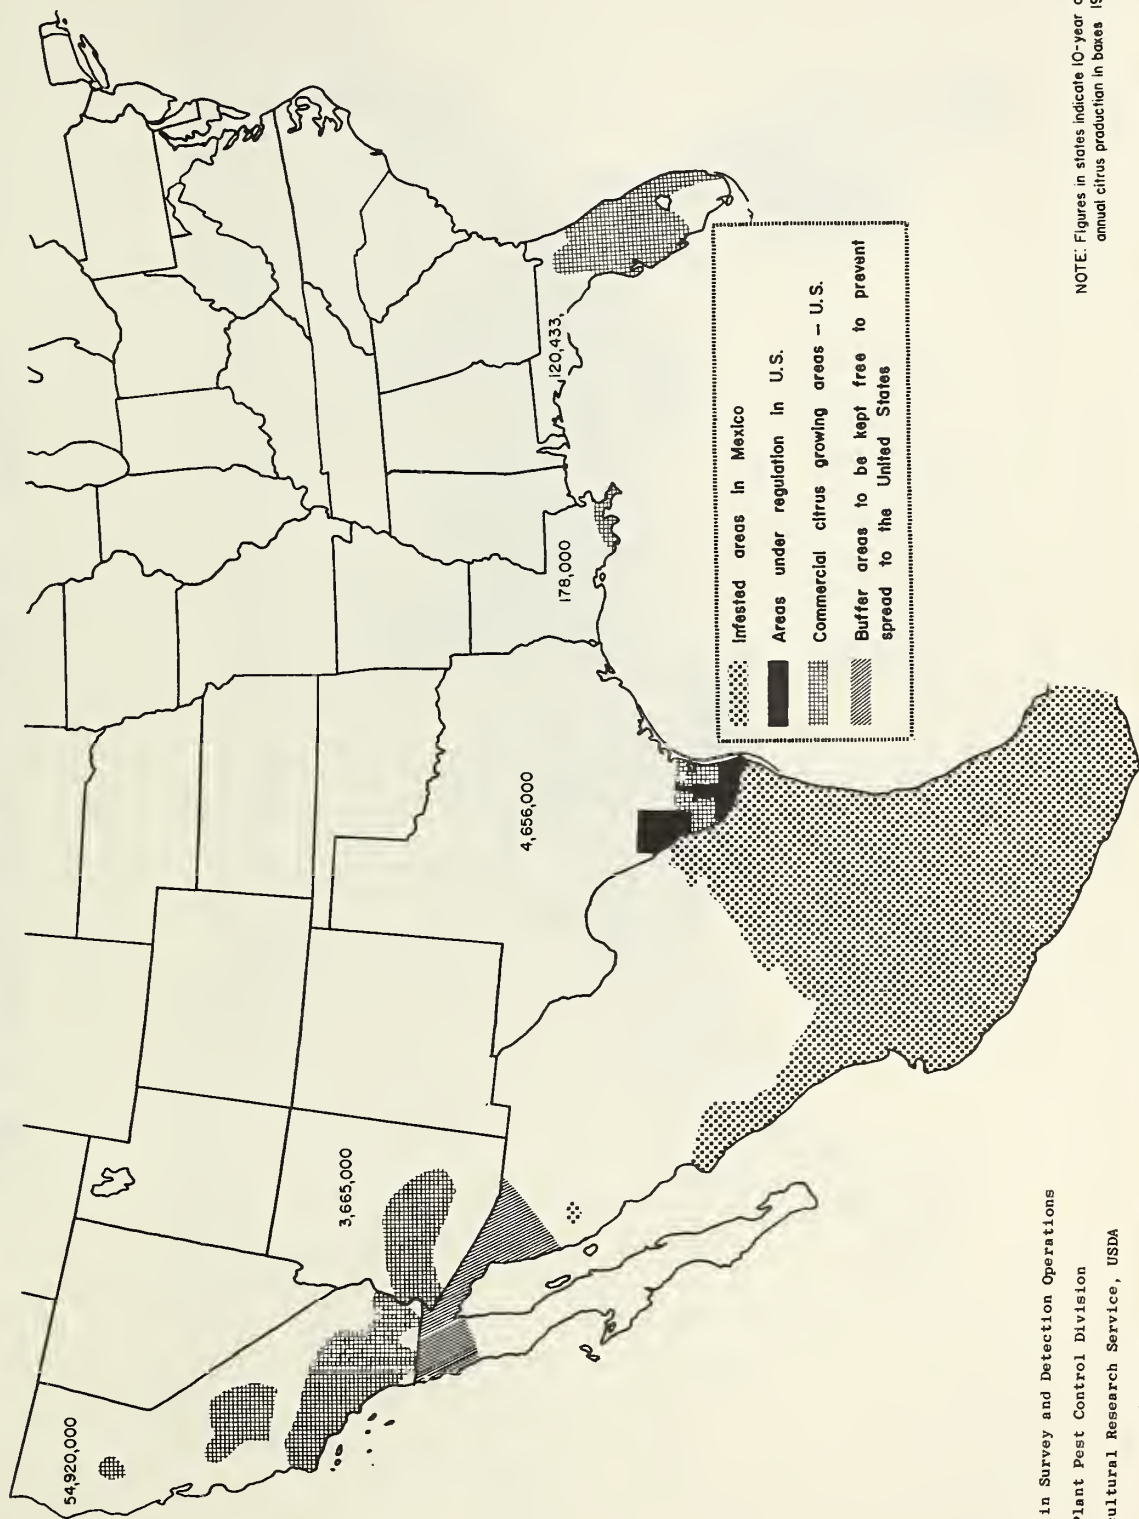 54,920,000
3,665,000
4,656,000
178,000
120,433,
Infested areas in Mexico
Areas under regulation in U.S.
Commercial citrus growing areas – U.S.
Buffer areas to be kept free to prevent
spread to the United States
NOTE: Figures in states indicate 10-year
annual citrus production in boxes
in Survey and Detection Operations
Plant Pest Control Division
cultural Research Service, USDA